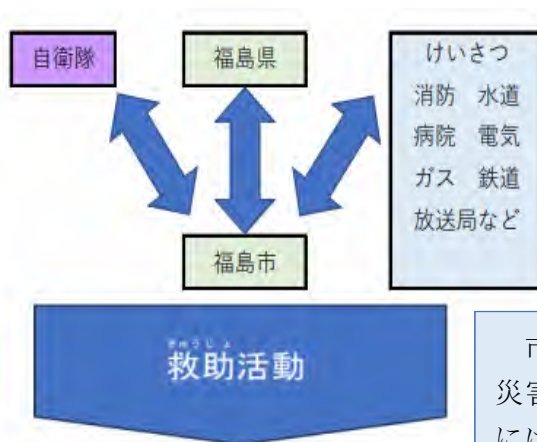 自衛隊
福島県
けいさつ
消防 水道
病院 電気
ガス 鉄道
放送局など
福島市
きゅうじょ
救助活動
市
災害
には